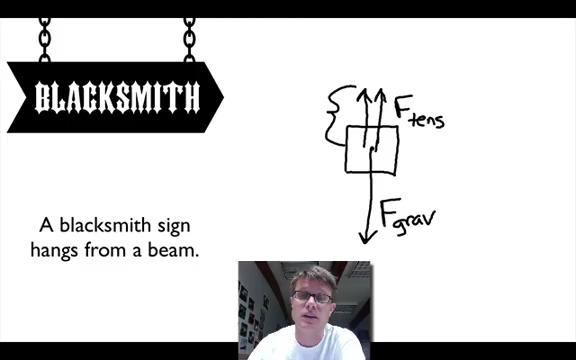 BLACKSMITH
A blacksmith sign
hangs from a beam.
F tens
F grav